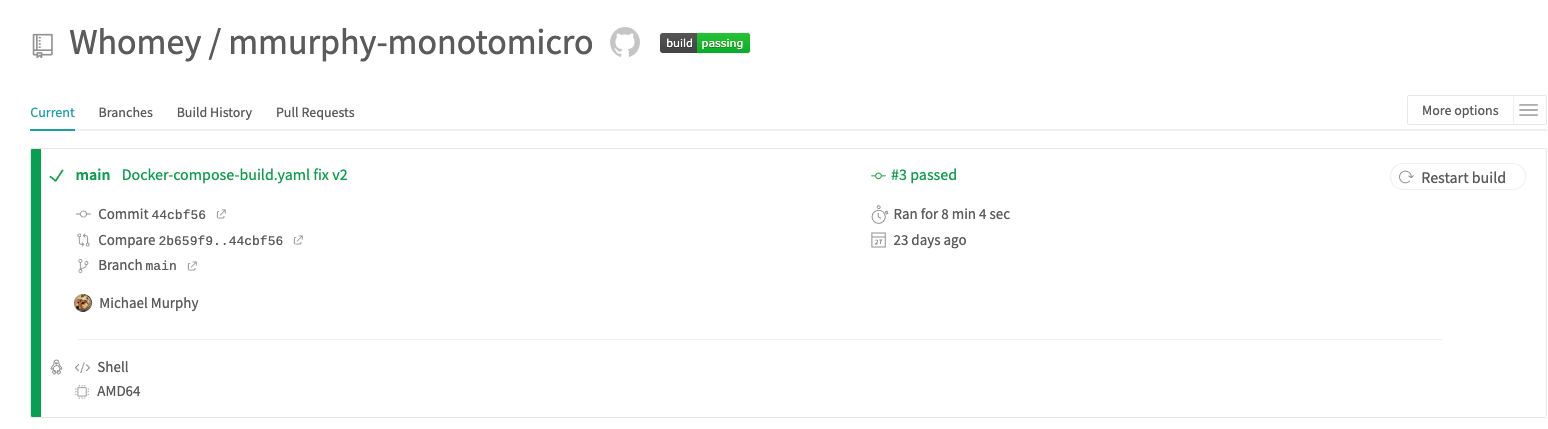 Whomey / mmurphy-monotomicro build passing
Current Branches Build History Pull Requests More options
main Docker-compose-build.yaml fix v2 #3 passed Restart build
Commit 44cbf56 Ran for 8 min 4 sec
Compare 2b659f9..44cbf56 27 23 days ago
Branch main
Michael Murphy
</> Shell
AMD64